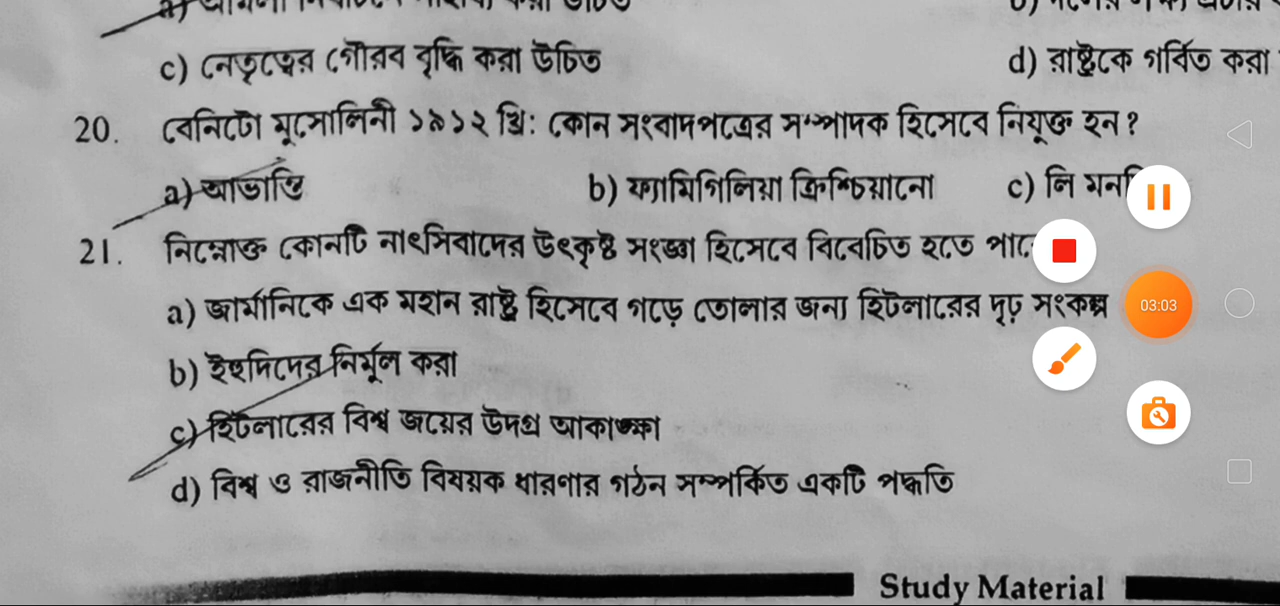 c) নেতৃত্বের গৌরব বৃদ্ধি করা উচিত d) রাষ্ট্রকে গর্বিত করা
20. বেনিটো মুসোলিনী ১৯১২ খ্রি: কোন সংবাদপত্রের সম্পাদক হিসেবে নিযুক্ত হন?
a) আভান্তি b) ফ্যামিগিলিয়া ক্রিশ্চিয়ানো c) লি
21. নিম্নোক্ত কোনটি নাৎসিবাদের উৎকৃষ্ট সংজ্ঞা হিসেবে বিবেচিত হতে
a) জার্মানিকে এক মহান রাষ্ট্র হিসেবে গড়ে তোলার জন্য হিটলারের দৃঢ় সংকল্প
03:03
b) ইহুদিদের নির্মূল করা
c) হিটলারের বিশ্ব জয়ের উদগ্র আকাঙ্ক্ষা
d) বিশ্ব ও রাজনীতি বিষয়ক ধারণার গঠন সম্পর্কিত একটি পদ্ধতি
Study Material